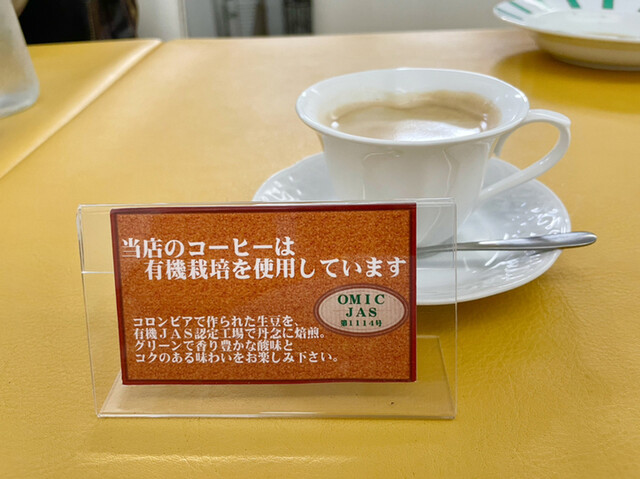 当店のコーヒーは
有機栽培を使用しています
OMIC
JAS
第1114号
コロンビアで作られた生豆を、
有機JAS認定工場で丹念に焙煎。
グリーンで香り豊かな酸味と
コクのある味わいをお楽しみ下さい。